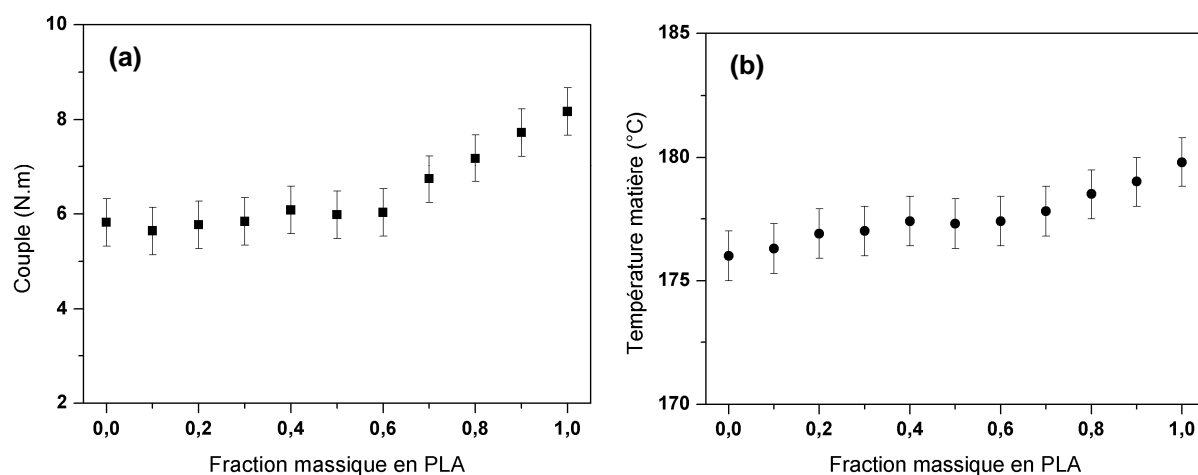 (a)
Couple (N.m)
10
8
6
4
2
0,0 0,2 0,4 0,6 0,8 1,0
Fraction massique en PLA
(b)
Température matière (°C)
185
180
175
170
0,0 0,2 0,4 0,6 0,8 1,0
Fraction massique en PLA